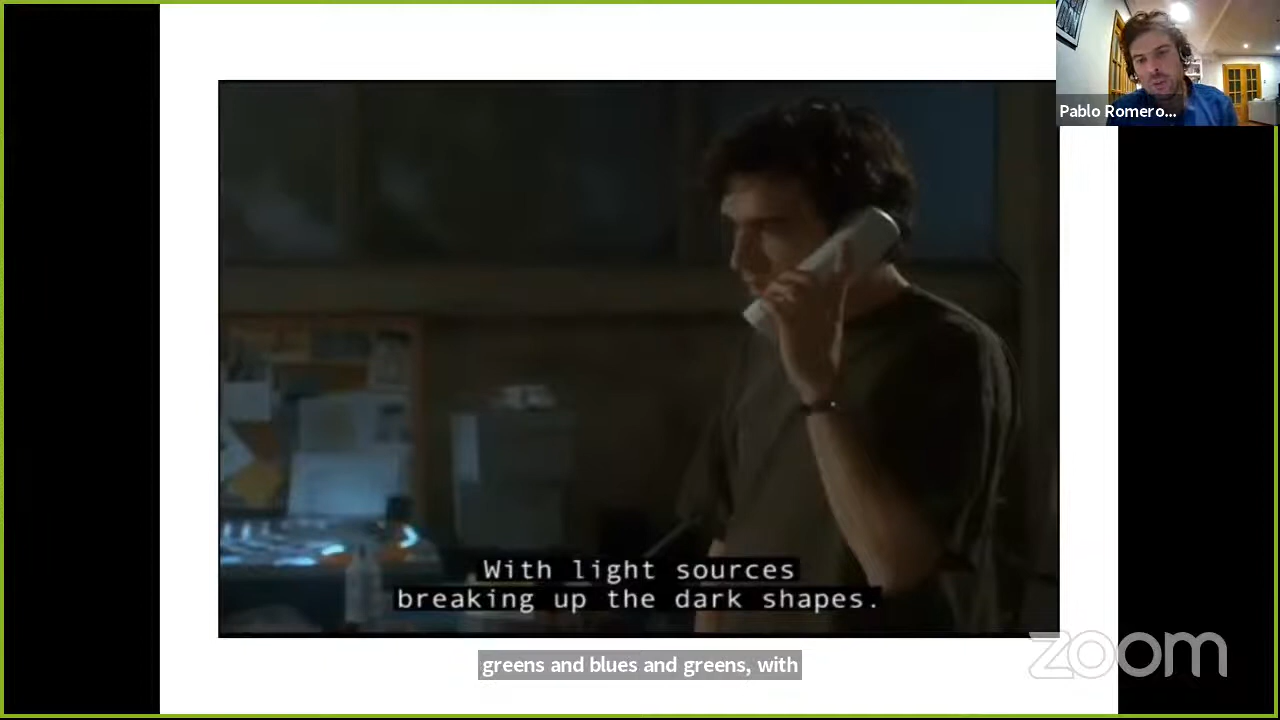 Pablo Romero...
With light sources
breaking up the dark shapes.
greens and blues and greens, with
zoom